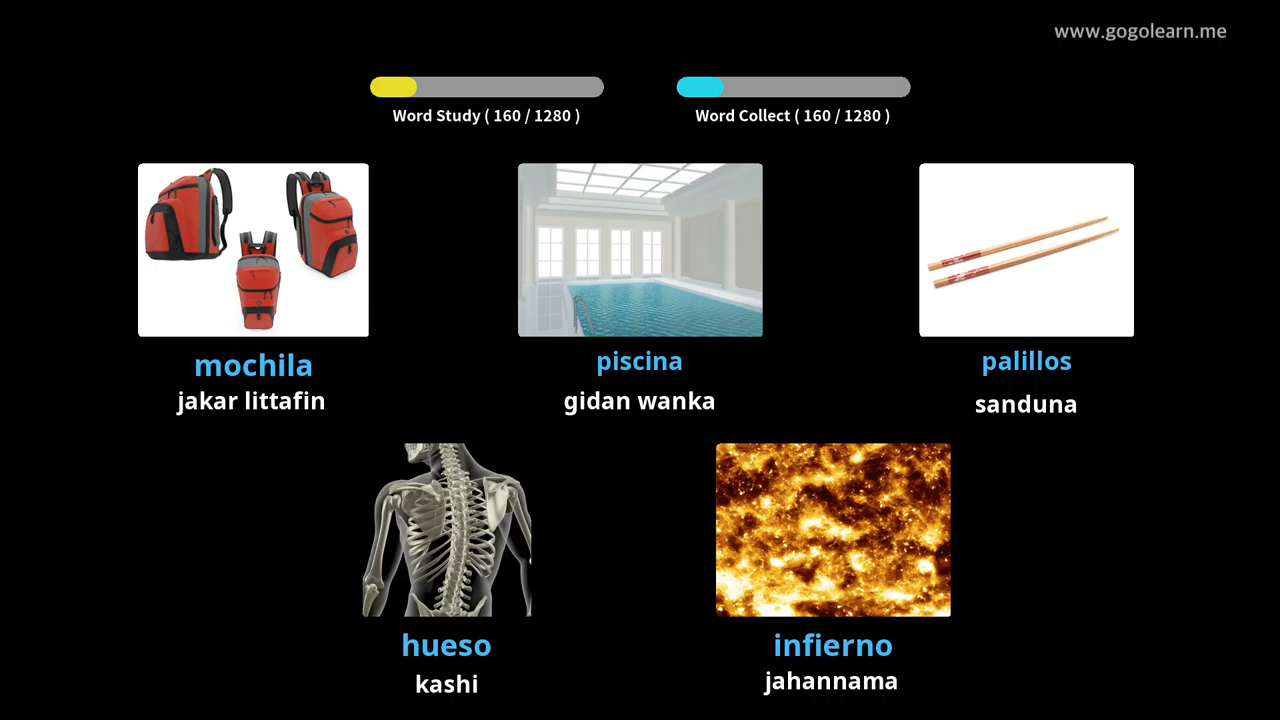 www.gogolearn.me
Word Study ( 160 / 1280 )
Word Collect ( 160 / 1280 )
mochila
jakar littafin
piscina
gidan wanka
palillos
sanduna
hueso
kashi
infierno
jahannama